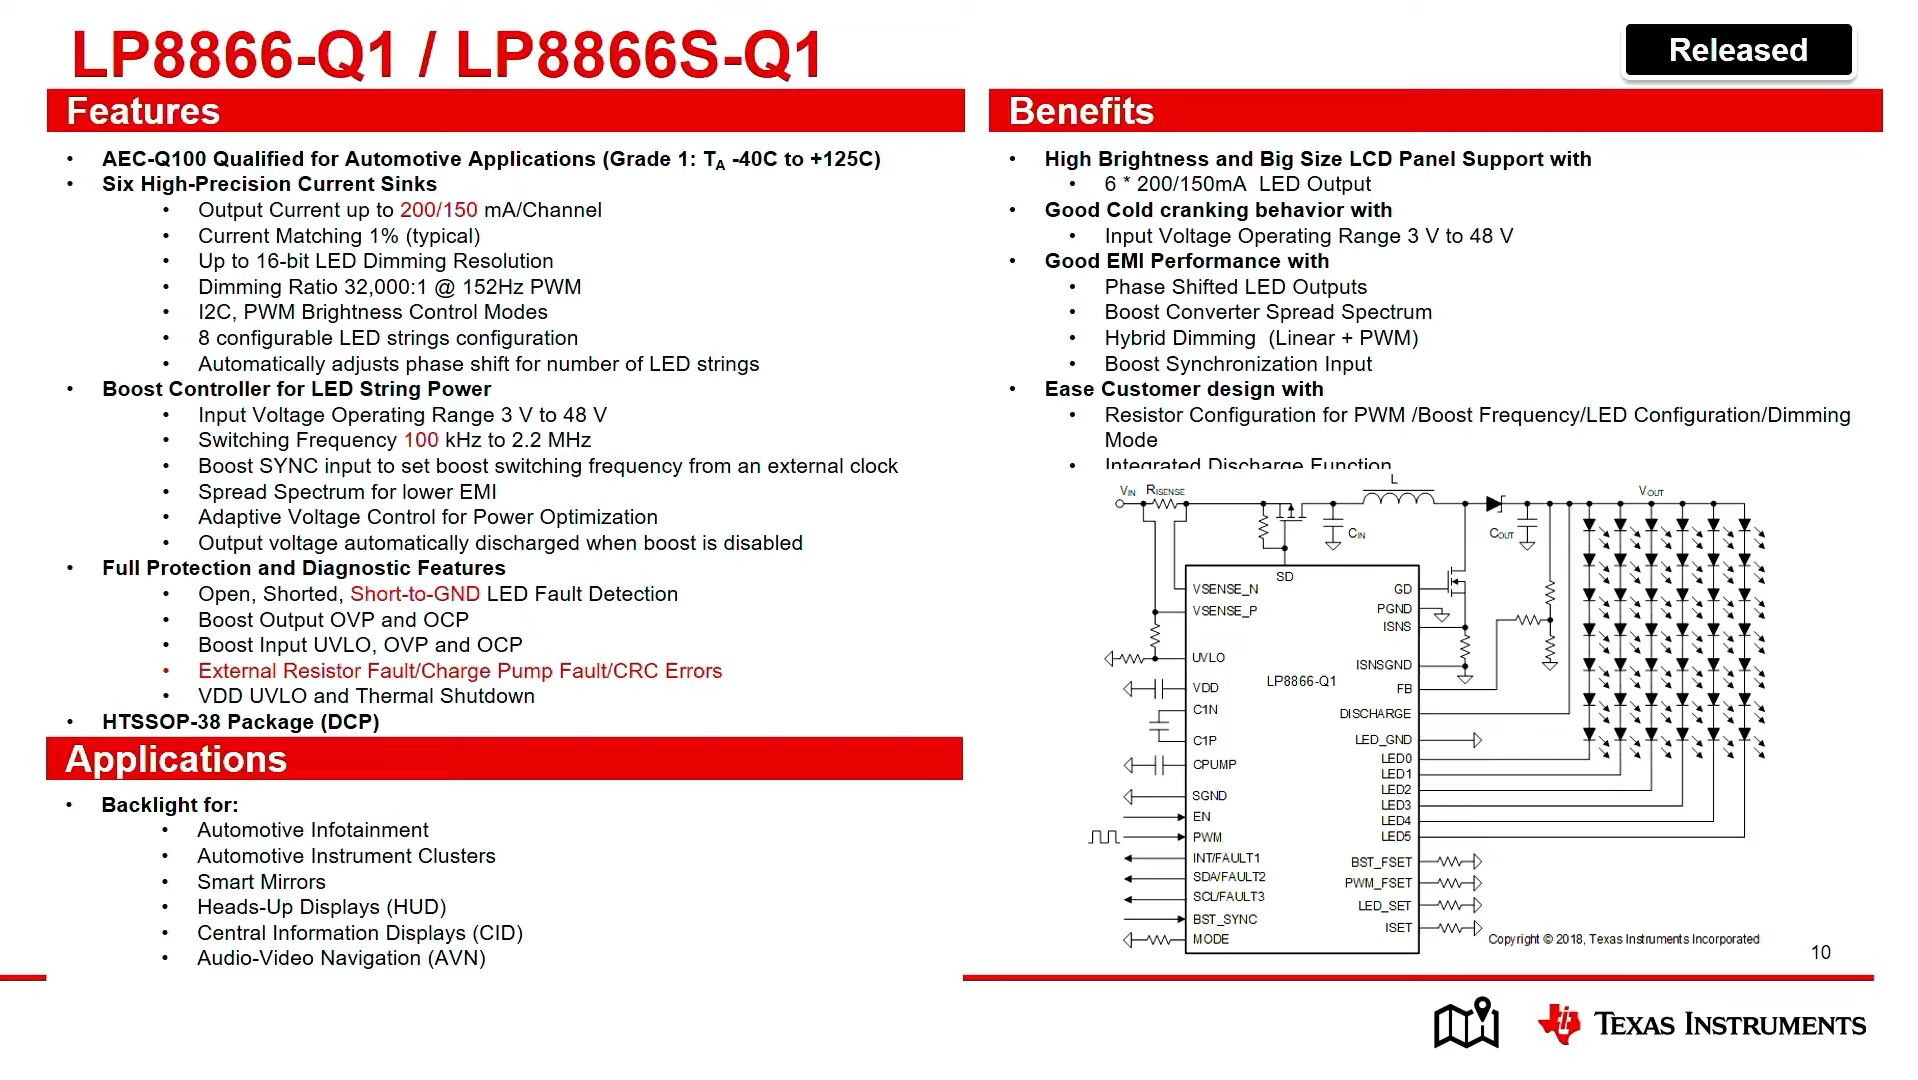 LP8866-Q1 / LP8866S-Q1
Released
Features
• AEC-Q100 Qualified for Automotive Applications (Grade 1: TA -40C to +125C)
• Six High-Precision Current Sinks
• Output Current up to 200/150 mA/Channel
• Current Matching 1% (typical)
• Up to 16-bit LED Dimming Resolution
• Dimming Ratio 32,000:1 @ 152Hz PWM
• I2C, PWM Brightness Control Modes
• 8 configurable LED strings configuration
• Automatically adjusts phase shift for number of LED strings
• Boost Controller for LED String Power
• Input Voltage Operating Range 3 V to 48 V
• Switching Frequency 100 kHz to 2.2 MHz
• Boost SYNC input to set boost switching frequency from an external clock
• Spread Spectrum for lower EMI
• Adaptive Voltage Control for Power Optimization
• Output voltage automatically discharged when boost is disabled
• Full Protection and Diagnostic Features
• Open, Shorted, Short-to-GND LED Fault Detection
• Boost Output OVP and OCP
• Boost Input UVLO, OVP and OCP
• External Resistor Fault/Charge Pump Fault/CRC Errors
• VDD UVLO and Thermal Shutdown
• HTSSOP-38 Package (DCP)
Applications
• Backlight for:
• Automotive Infotainment
• Automotive Instrument Clusters
• Smart Mirrors
• Heads-Up Displays (HUD)
• Central Information Displays (CID)
• Audio-Video Navigation (AVN)
Benefits
• High Brightness and Big Size LCD Panel Support with
• 6 * 200/150mA LED Output
• Good Cold cranking behavior with
• Input Voltage Operating Range 3 V to 48 V
• Good EMI Performance with
• Phase Shifted LED Outputs
• Boost Converter Spread Spectrum
• Hybrid Dimming (Linear + PWM)
• Boost Synchronization Input
• Ease Customer design with
• Resistor Configuration for PWM /Boost Frequency/LED Configuration/Dimming
Mode
• Integrated Discharge Function
VIN RISENSE L VOUT
CIN COUT
SD
VSENSE_N GD
VSENSE_P PGND
ISNS
UVLO ISNSGND
LP8866-Q1
VDD FB
C1N DISCHARGE
C1P LED_GND
LED0
CPUMP LED1
LED2
SGND LED3
EN LED4
PWM LED5
INT/FAULT1 BST_FSET
SDA/FAULT2 PWM_FSET
SCL/FAULT3 LED_SET
BST_SYNC ISET
MODE
Copyright © 2018, Texas Instruments Incorporated
10
TEXAS INSTRUMENTS